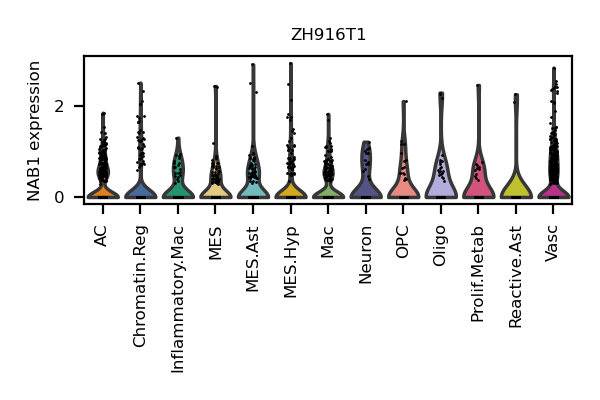 ZH916T1
NAB1 expression
2
0
AC
Chromatin.Reg
Inflammatory.Mac
MES
MES.Ast
MES.Hyp
Mac
Neuron
OPC
Oligo
Prolif.Metab
Reactive.Ast
Vasc